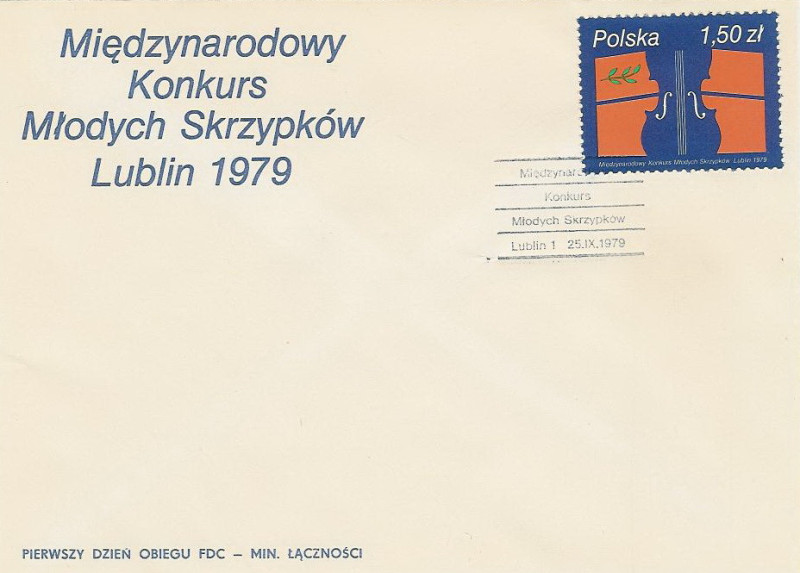 Międzynarodowy
Konkurs
Młodych Skrzypków
Lublin 1979
Polska 1,50 zł
Międzynarodowy Konkurs Młodych Skrzypków Lublin 1979
Konkurs
Młodych Skrzypków
Lublin 1 25.IX.1979
PIERWSZY DZIEŃ OBIEGU FDC – MIN. ŁĄCZNOŚCI